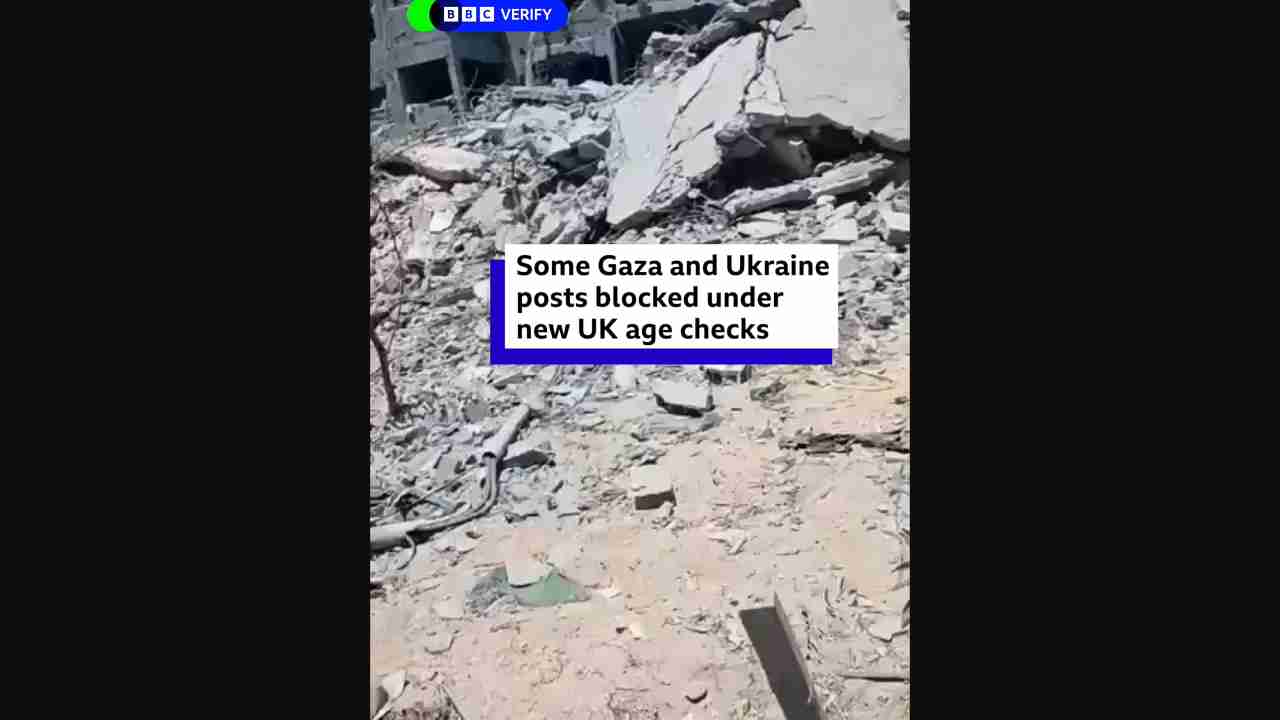 BBC VERIFY
Some Gaza and Ukraine
posts blocked under
new UK age checks